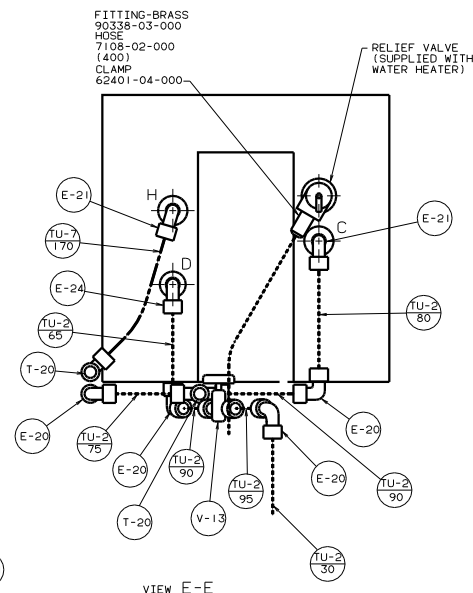 FITTING-BRASS
90338-03-000
HOSE
7108-02-000
(400)
CLAMP
62401-04-000
RELIEF VALVE
(SUPPLIED WITH
WATER HEATER)
E-21
H
C
E-21
TU-7
170
D
E-24
TU-2
80
TU-2
65
T-20
E-20
TU-2
75
E-20
TU-2
90
T-20
V-13
TU-2
95
E-20
E-20
TU-2
90
TU-2
30
VIEW E-E